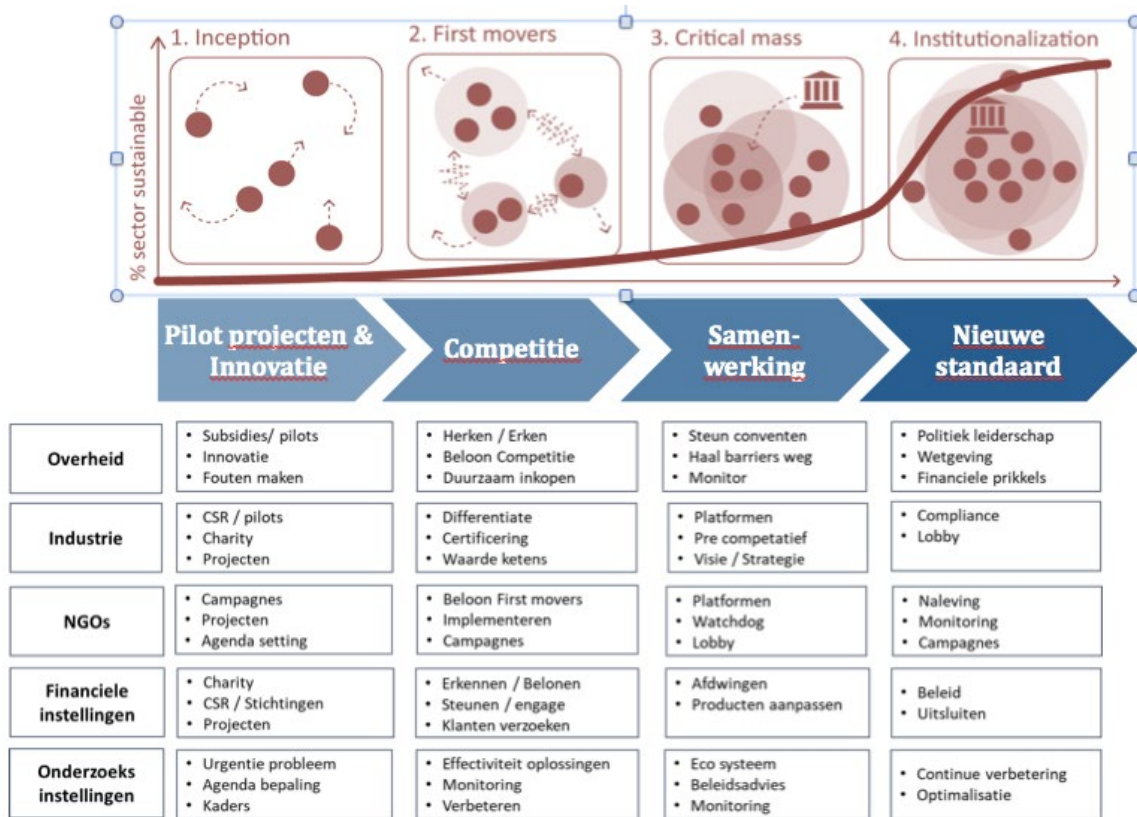 1. Inception
2. First movers
3. Critical mass
4. Institutionalization
% sector sustainable
Pilot projecten &
Innovatie
Competitie
Samen-
werking
Nieuwe
standaard
Overheid
• Subsidies/ pilots
• Innovatie
• Fouten maken
• Herken / Erken
• Beloon Competitie
• Duurzaam inkopen
• Steun conventen
• Haal barriers weg
• Monitor
• Politiek leiderschap
• Wetgeving
• Financiele prikkels
Industrie
• CSR / pilots
• Charity
• Projecten
• Differentiate
• Certificering
• Waarde ketens
• Platformen
• Pre competatief
• Visie / Strategie
• Compliance
• Lobby
NGOs
• Campagnes
• Projecten
• Agenda setting
• Beloon First movers
• Implementeren
• Campagnes
• Platformen
• Watchdog
• Lobby
• Naleving
• Monitoring
• Campagnes
Financiele
instellingen
• Charity
• CSR / Stichtingen
• Projecten
• Erkennen / Belonen
• Steunen / engage
• Klanten verzoeken
• Afdwingen
• Producten aanpassen
• Beleid
• Uitsluiten
Onderzoeks
instellingen
• Urgentie probleem
• Agenda bepaling
• Kaders
• Effectiviteit oplossingen
• Monitoring
• Verbeteren
• Eco systeem
• Beleidsadvies
• Monitoring
• Continue verbetering
• Optimalisatie